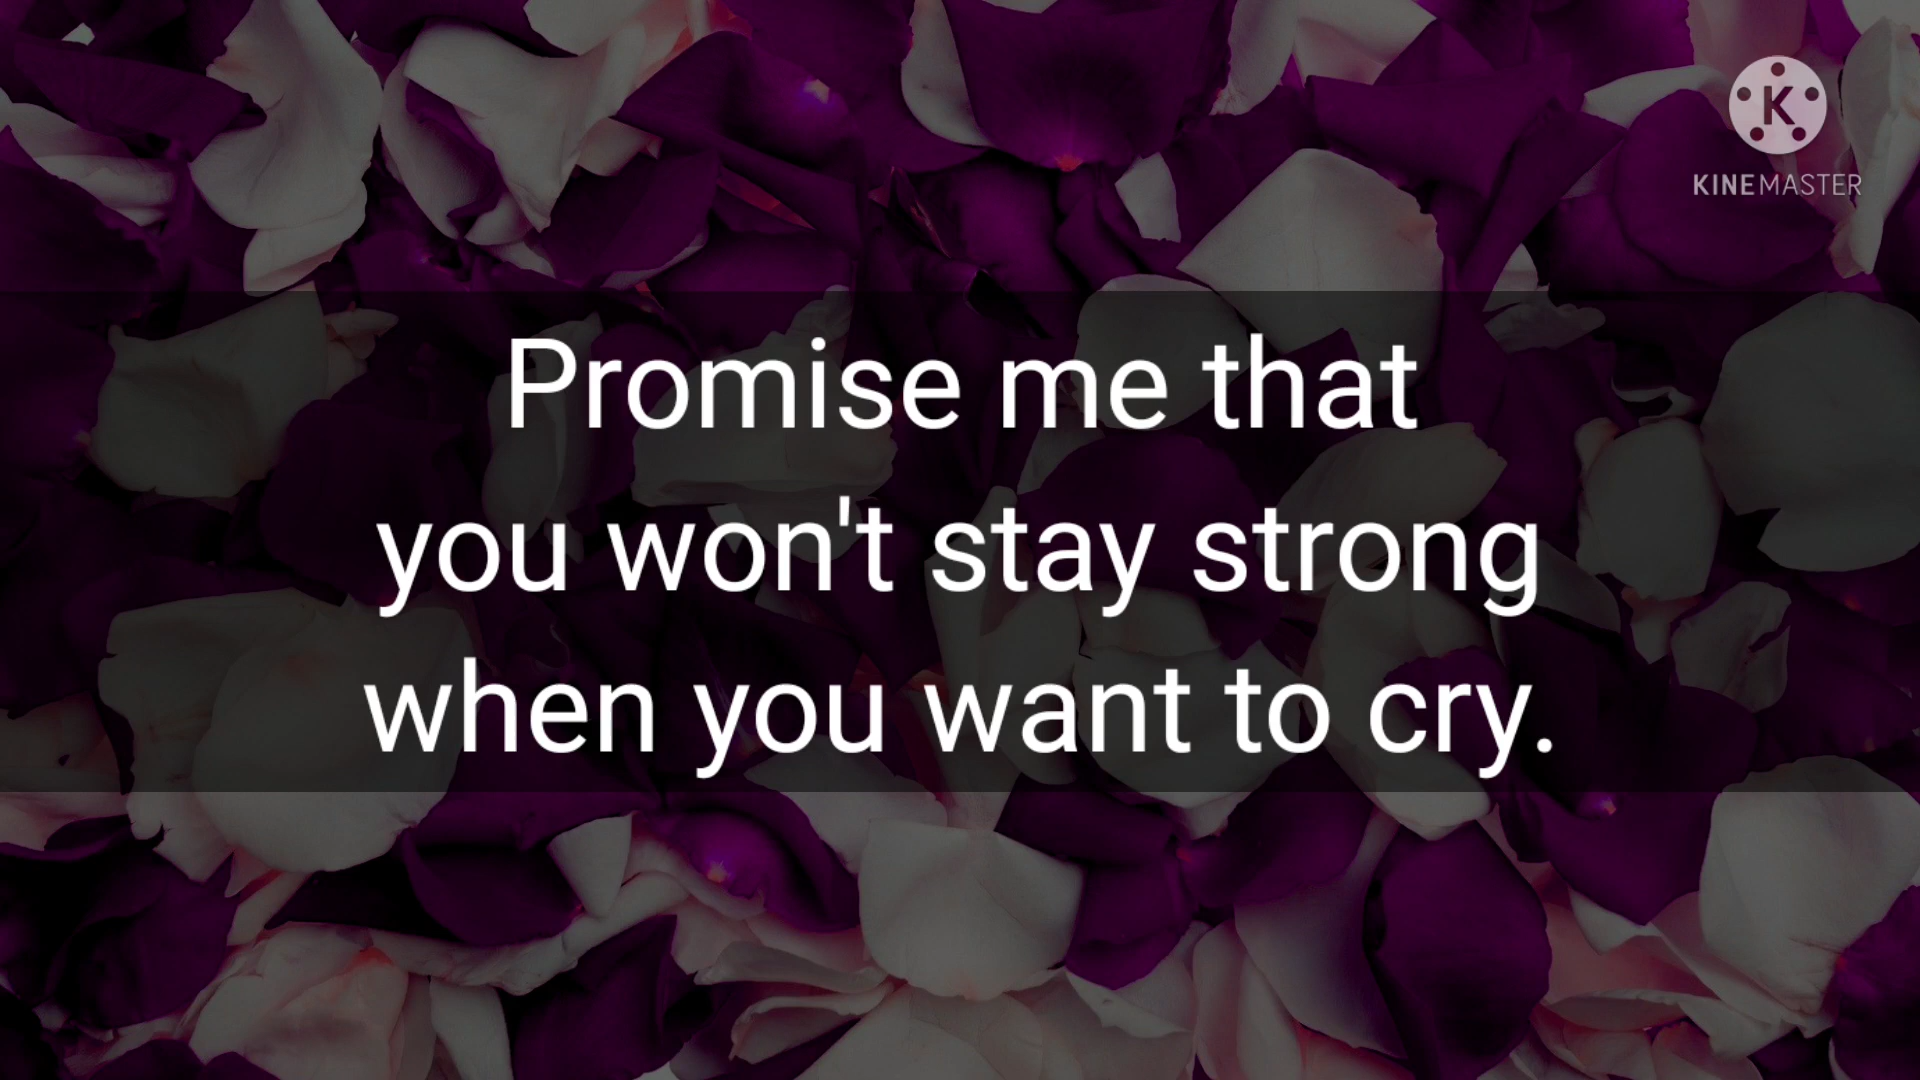 K
KINEMASTER
Promise me that
you won't stay strong
when you want to cry.